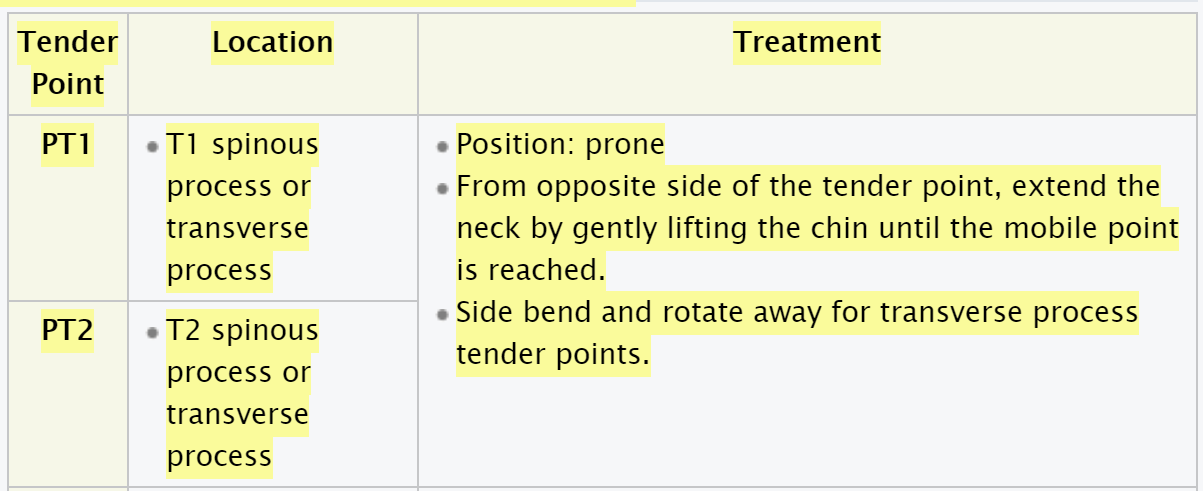 Tender
Point
Location
Treatment
PT1
T1 spinous
process or
transverse
process
Position: prone
From opposite side of the tender point, extend the
neck by gently lifting the chin until the mobile point
is reached.
Side bend and rotate away for transverse process
tender points.
PT2
T2 spinous
process or
transverse
process